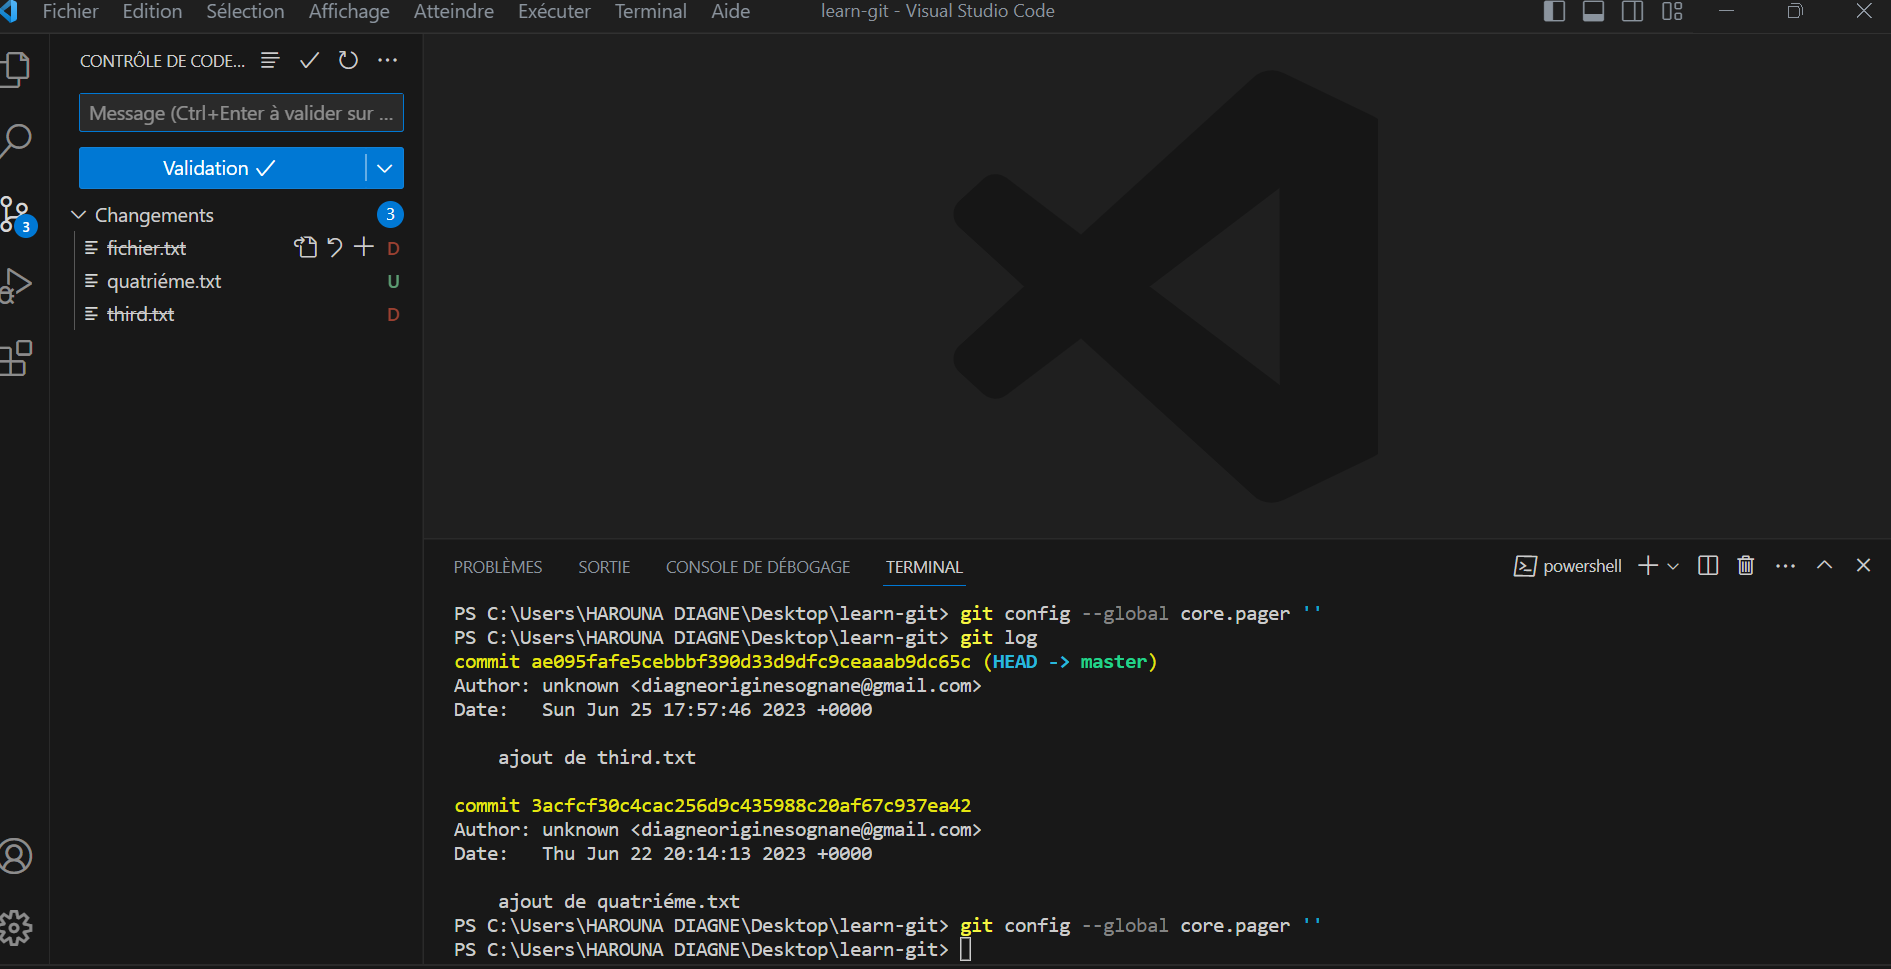 Fichier Edition Sélection Affichage Atteindre Exécuter Terminal Aide learn-git - Visual Studio Code
CONTRÔLE DE CODE...
Message (Ctrl+Enter à valider sur ...
Validation
Changements 3
3
fichier.txt D
quatriéme.txt U
third.txt D
PROBLÈMES SORTIE CONSOLE DE DÉBOGAGE TERMINAL powershell
PS C:\Users\HAROUNA DIAGNE\Desktop\learn-git> git config --global core.pager ''
PS C:\Users\HAROUNA DIAGNE\Desktop\learn-git> git log
commit ae095fafe5cebbbf390d33d9dfc9ceaaab9dc65c (HEAD -> master)
Author: unknown <diagneoriginesognane@gmail.com>
Date:   Sun Jun 25 17:57:46 2023 +0000
ajout de third.txt
commit 3acfcf30c4cac256d9c435988c20af67c937ea42
Author: unknown <diagneoriginesognane@gmail.com>
Date:   Thu Jun 22 20:14:13 2023 +0000
ajout de quatriéme.txt
PS C:\Users\HAROUNA DIAGNE\Desktop\learn-git> git config --global core.pager ''
PS C:\Users\HAROUNA DIAGNE\Desktop\learn-git>